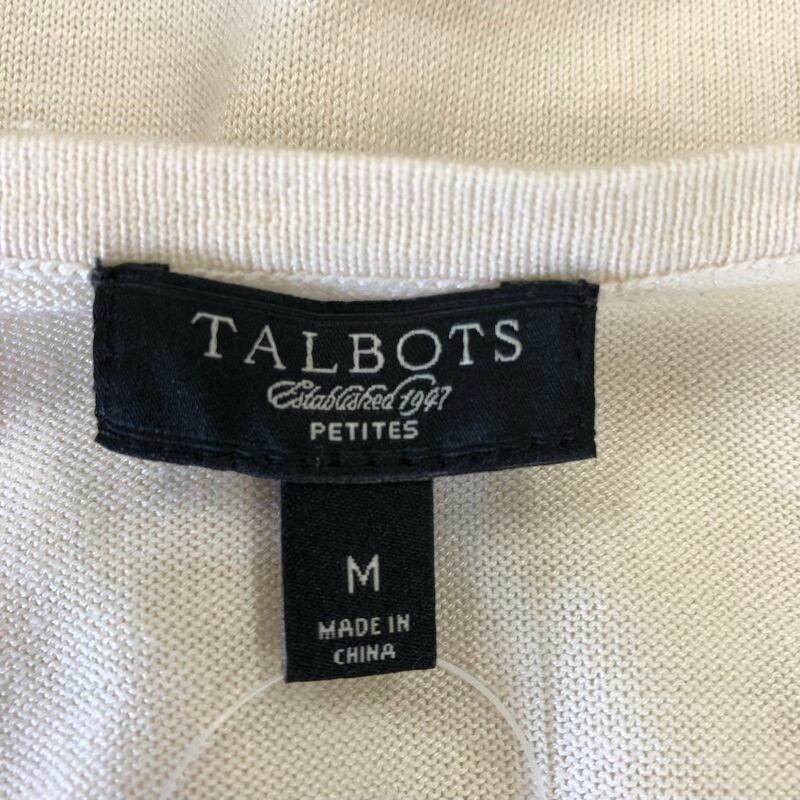 TALBOTS
Established 1947
PETITES
M
MADE IN
CHINA